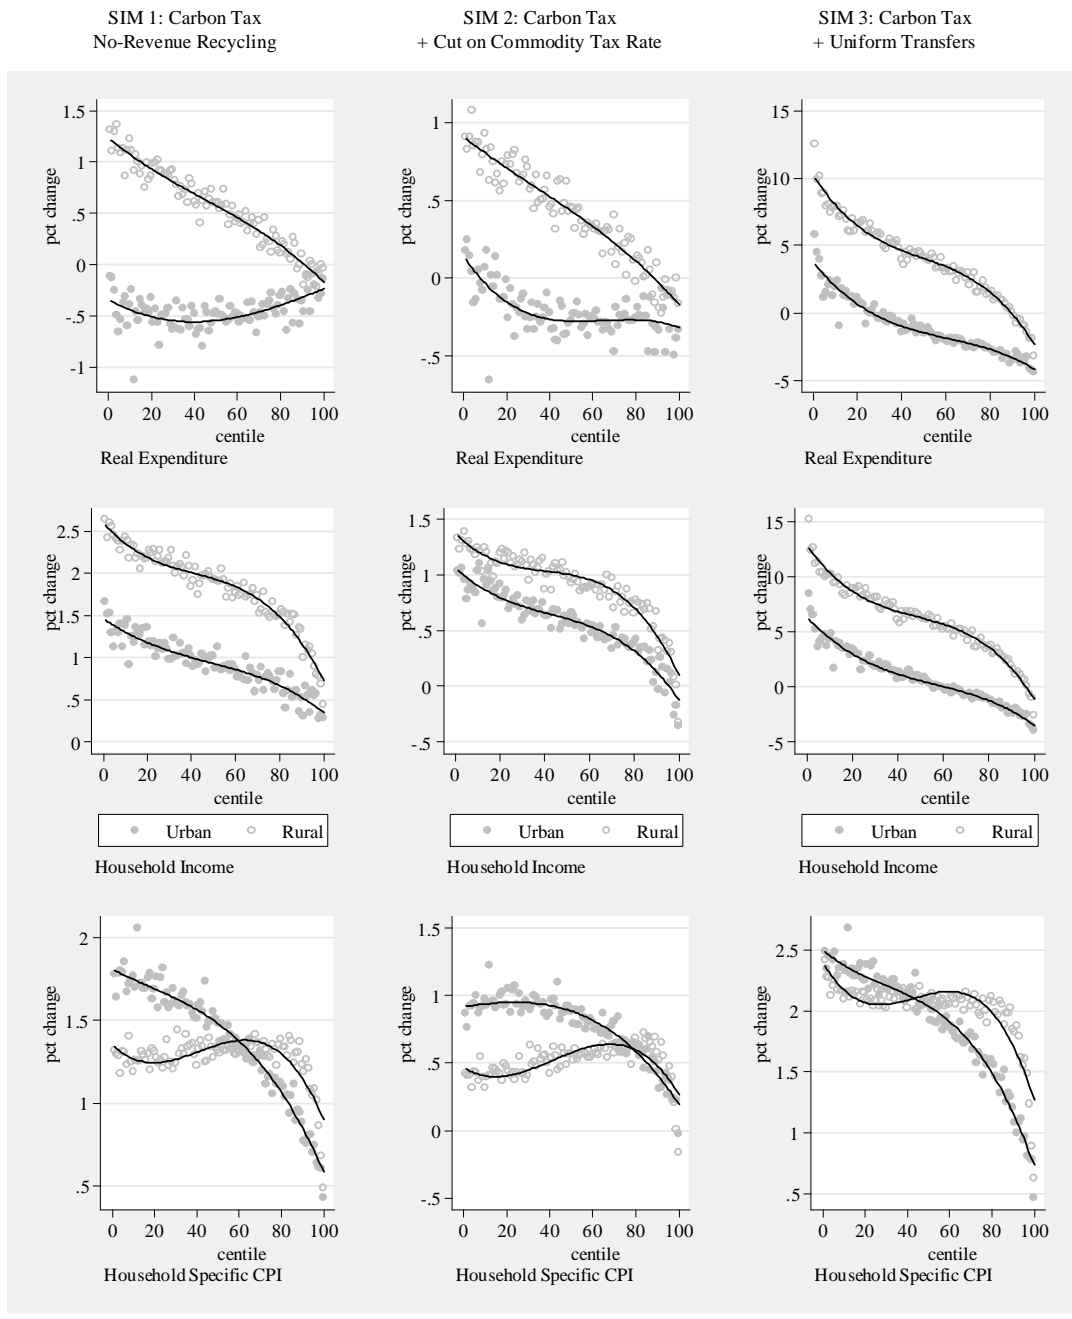 SIM 1: Carbon Tax
No-Revenue Recycling
SIM 2: Carbon Tax
+ Cut on Commodity Tax Rate
SIM 3: Carbon Tax
+ Uniform Transfers
1.5
1
.5
0
-.5
-1
pct change
0 20 40 60 80 100
centile
Real Expenditure
1
.5
0
-.5
pct change
0 20 40 60 80 100
centile
Real Expenditure
15
10
5
0
-5
pct change
0 20 40 60 80 100
centile
Real Expenditure
2.5
2
1.5
1
.5
0
pct change
0 20 40 60 80 100
centile
Urban Rural
Household Income
1.5
1
.5
0
-.5
pct change
0 20 40 60 80 100
centile
Urban Rural
Household Income
15
10
5
0
-5
pct change
0 20 40 60 80 100
centile
Urban Rural
Household Income
2
1.5
1
.5
pct change
0 20 40 60 80 100
centile
Household Specific CPI
1.5
1
.5
0
-.5
pct change
0 20 40 60 80 100
centile
Household Specific CPI
2.5
2
1.5
1
.5
pct change
0 20 40 60 80 100
centile
Household Specific CPI